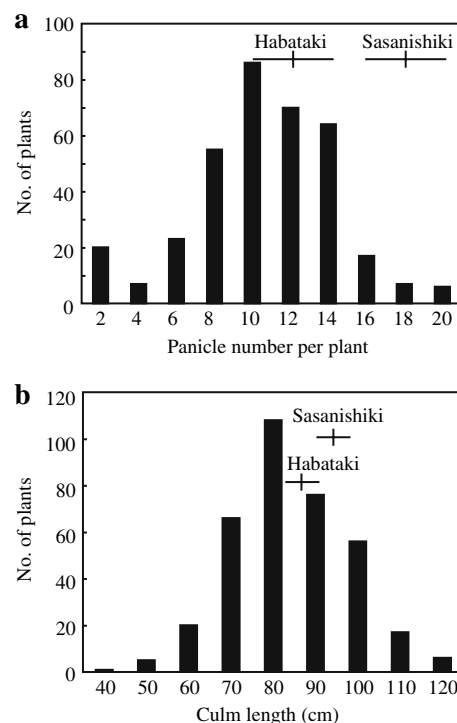 a
100
Habataki Sasanishiki
80
60
40
20
0
No. of plants
2 4 6 8 10 12 14 16 18 20
Panicle number per plant
b
120
Sasanishiki
100
Habataki
80
60
40
20
0
No. of plants
40 50 60 70 80 90 100 110 120
Culm length (cm)